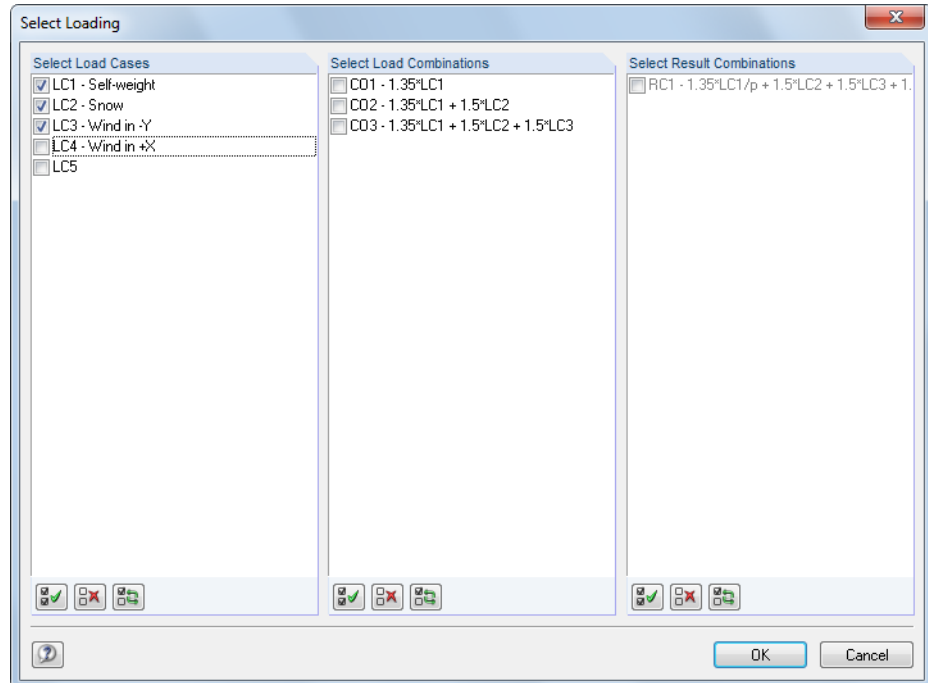 Select Loading
Select Load Cases
LC1 - Self-weight
LC2 - Snow
LC3 - Wind in -Y
LC4 - Wind in +X
LC5
Select Load Combinations
CO1 - 1.35*LC1
CO2 - 1.35*LC1 + 1.5*LC2
CO3 - 1.35*LC1 + 1.5*LC2 + 1.5*LC3
Select Result Combinations
RC1 - 1.35*LC1/p + 1.5*LC2 + 1.5*LC3 + 1.
OK
Cancel